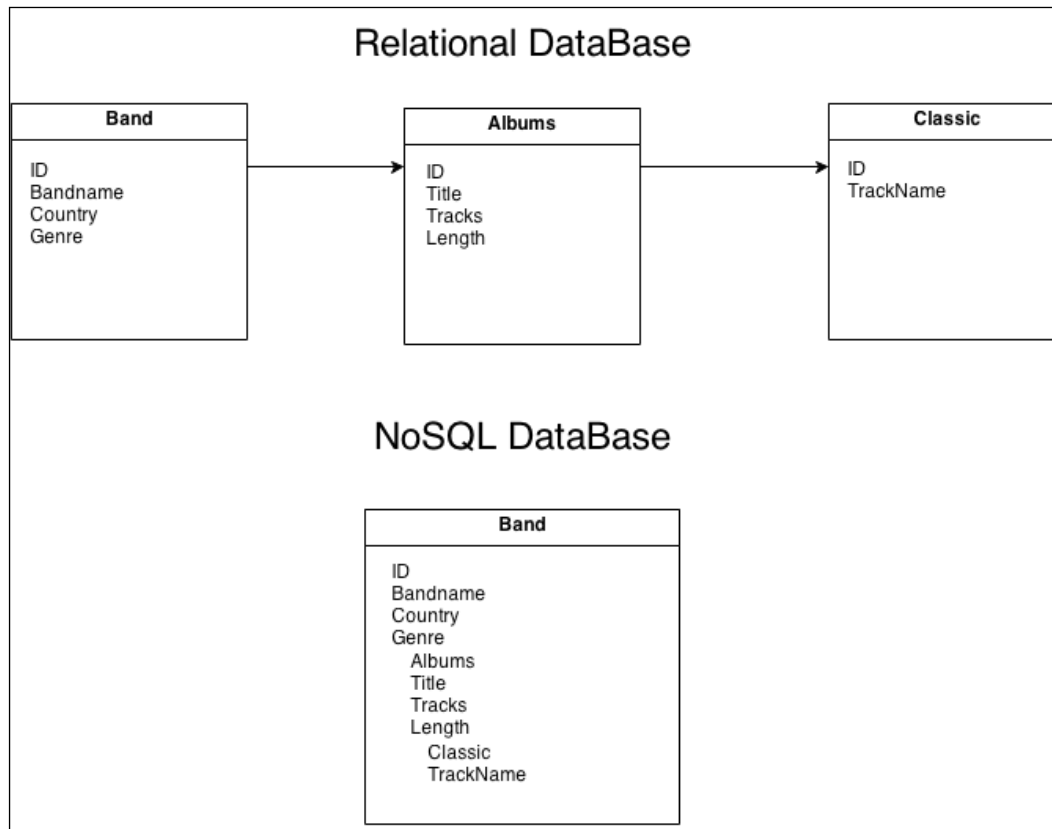 Relational DataBase
Band
ID
Bandname
Country
Genre
Albums
ID
Title
Tracks
Length
Classic
ID
TrackName
NoSQL DataBase
Band
ID
Bandname
Country
Genre
Albums
Title
Tracks
Length
Classic
TrackName